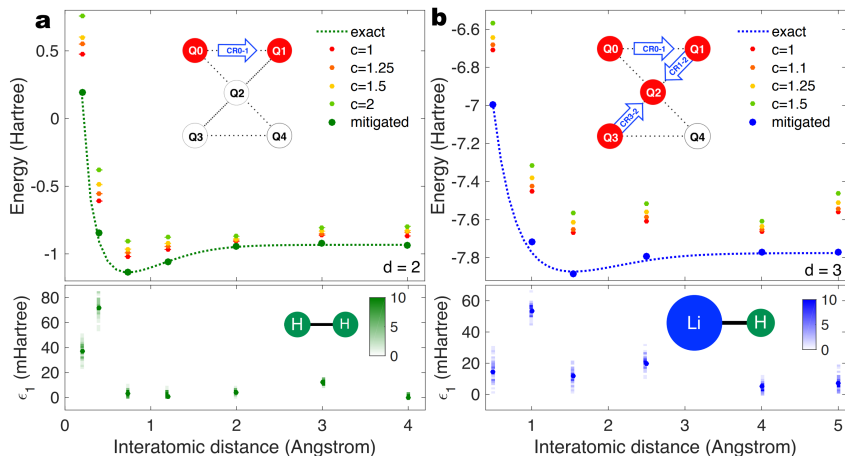 a
Energy (Hartree)
0.5
0
-0.5
-1
Q0
CR0-1
Q1
Q2
Q3
Q4
exact
c=1
c=1.25
c=1.5
c=2
mitigated
d = 2
ϵ1 (mHartree)
80
60
40
20
0
H
H
10
5
0
0
1
2
3
4
Interatomic distance (Angstrom)
b
Energy (Hartree)
-6.6
-6.8
-7
-7.2
-7.4
-7.6
-7.8
Q0
CR0-1
Q1
CR1-2
Q2
CR3-2
Q3
Q4
exact
c=1
c=1.1
c=1.25
c=1.5
mitigated
d = 3
ϵ1 (mHartree)
60
40
20
0
Li
H
10
5
0
1
2
3
4
5
Interatomic distance (Angstrom)